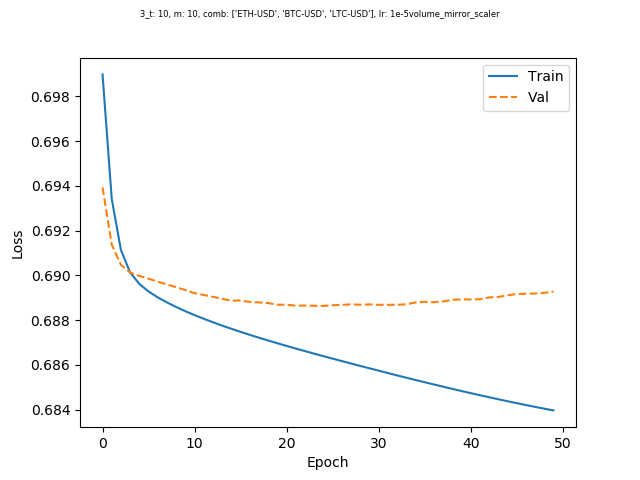 3_t: 10, m: 10, comb: ['ETH-USD', 'BTC-USD', 'LTC-USD'], lr: 1e-5volume_mirror_scaler
Train
Val
0.698
0.696
0.694
0.692
0.690
0.688
0.686
0.684
Loss
0 10 20 30 40 50
Epoch